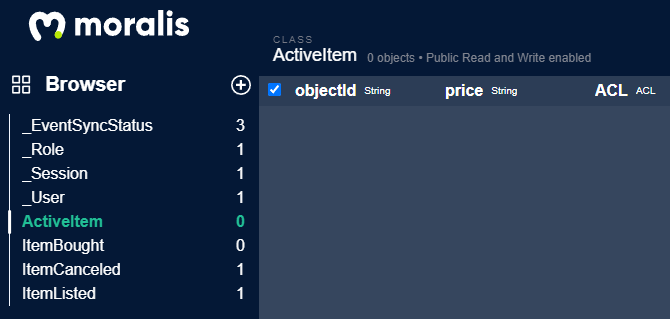 moralis
CLASS
ActiveItem 0 objects • Public Read and Write enabled
Browser
objectId String price String ACL ACL
_EventSyncStatus 3
_Role 1
_Session 1
_User 1
ActiveItem 0
ItemBought 0
ItemCanceled 1
ItemListed 1